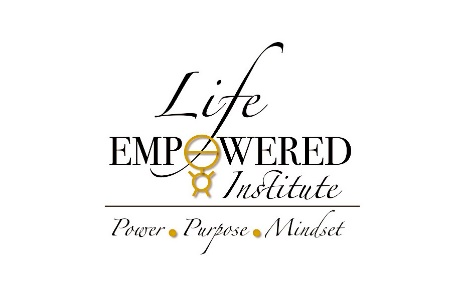 Life
EMPOWERED
Institute
Power • Purpose • Mindset